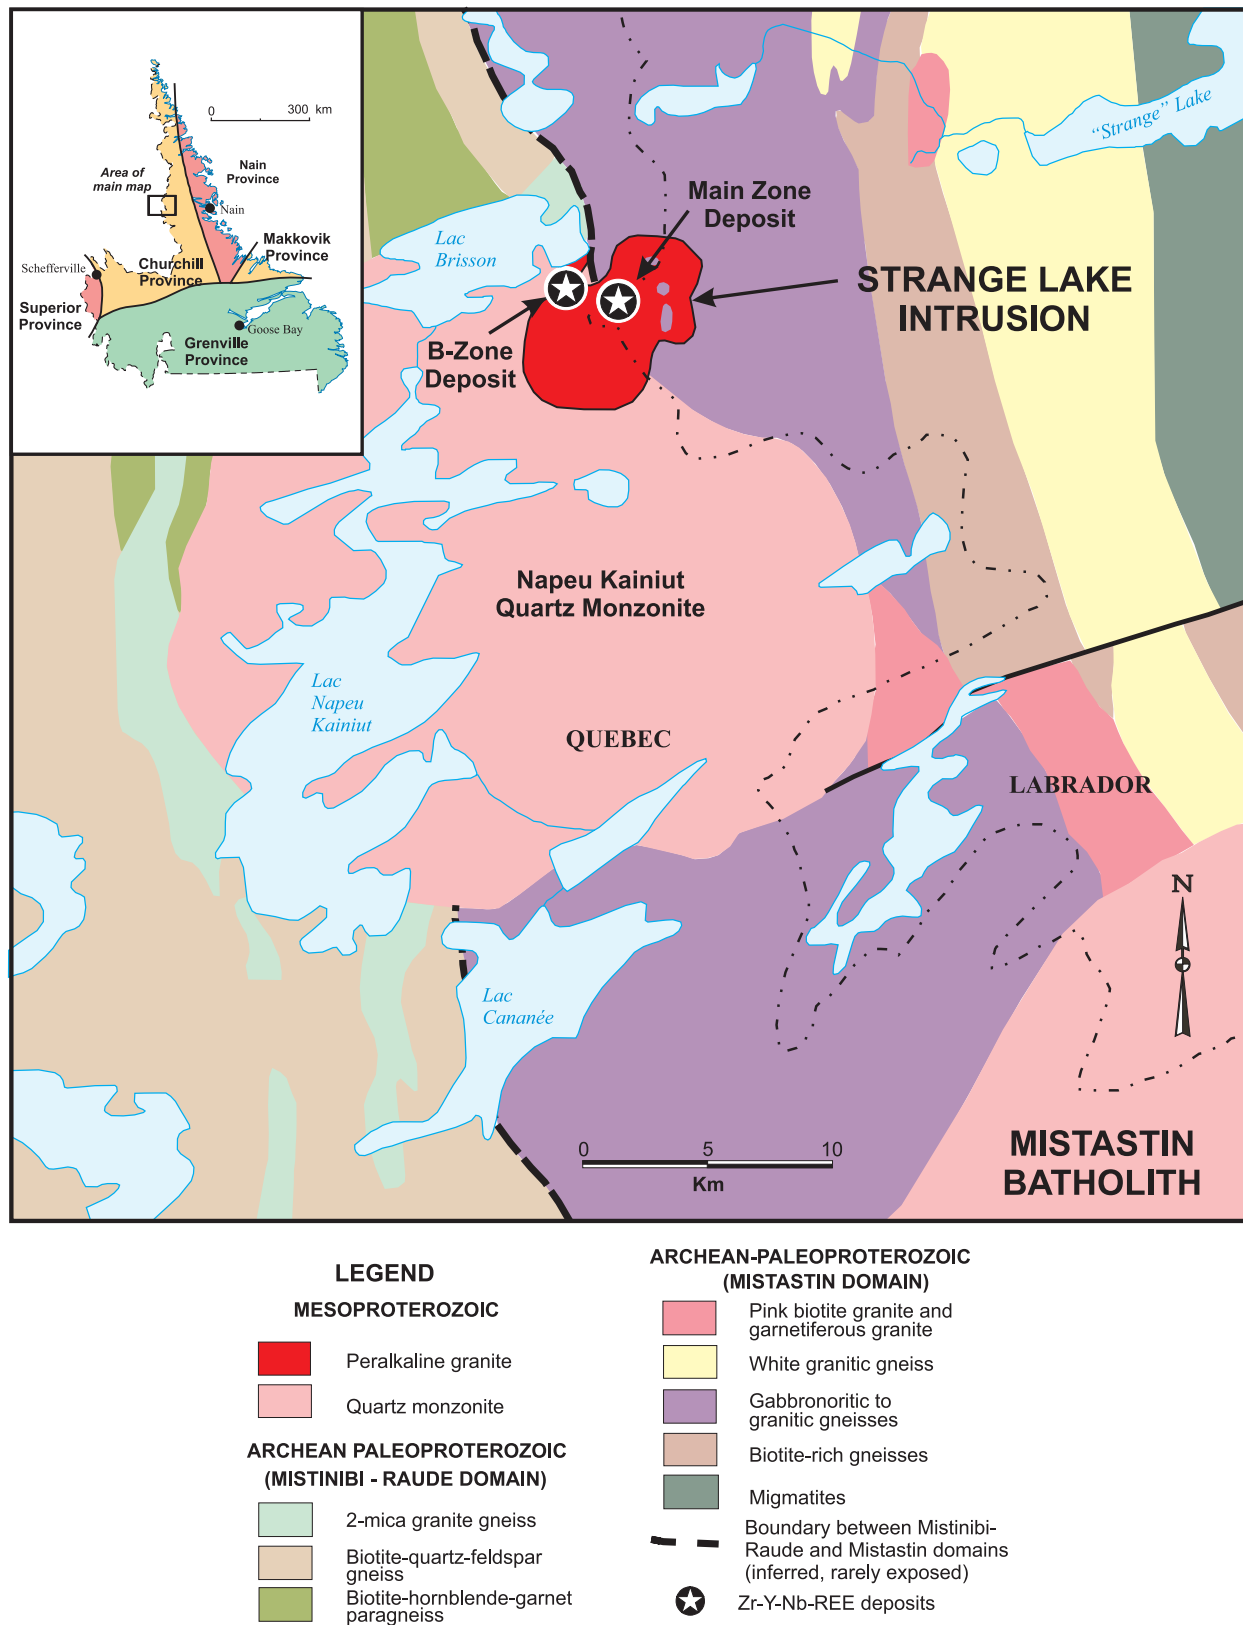 0
300 km
Nain
Province
Area of
main map
Nain
Makkovik
Province
Churchill
Province
Schefferville
Superior
Province
Goose Bay
Grenville
Province
"Strange" Lake
Main Zone
Deposit
Lac
Brisson
STRANGE LAKE
INTRUSION
B-Zone
Deposit
Napeu Kainiut
Quartz Monzonite
Lac
Napeu
Kainiut
QUEBEC
LABRADOR
N
Lac
Cananée
0 5 10
Km
MISTASTIN
BATHOLITH
LEGEND
MESOPROTEROZOIC
Peralkaline granite
Quartz monzonite
ARCHEAN PALEOPROTEROZOIC
(MISTINIBI - RAUDE DOMAIN)
2-mica granite gneiss
Biotite-quartz-feldspar
gneiss
Biotite-hornblende-garnet
paragneiss
ARCHEAN-PALEOPROTEROZOIC
(MISTASTIN DOMAIN)
Pink biotite granite and
garnetiferous granite
White granitic gneiss
Gabbronoritic to
granitic gneisses
Biotite-rich gneisses
Migmatites
Boundary between Mistinibi-
Raude and Mistastin domains
(inferred, rarely exposed)
Zr-Y-Nb-REE deposits